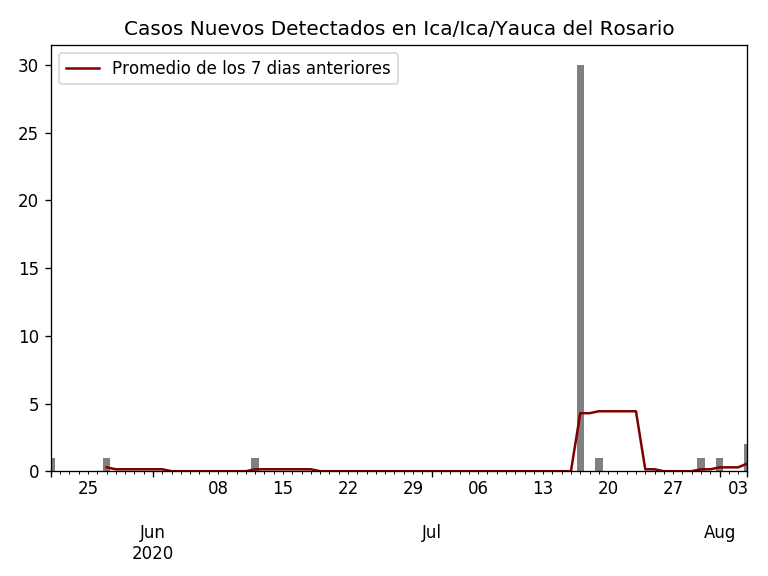 Casos Nuevos Detectados en Ica/Ica/Yauca del Rosario
Promedio de los 7 dias anteriores
30
25
20
15
10
5
0
25 08 15 22 29 06 13 20 27 03
Jun Jul Aug
2020